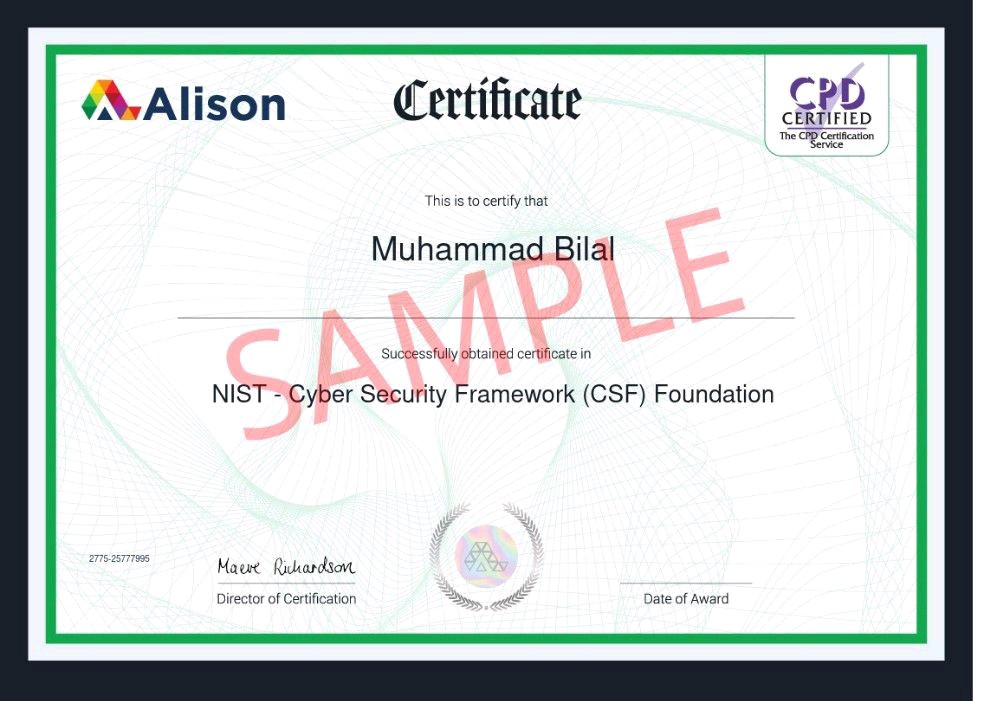 Alison
Certificate
CPD
CERTIFIED
The CPD Certification
Service
This is to certify that
Muhammad Bilal
SAMPLE
Successfully obtained certificate in
NIST - Cyber Security Framework (CSF) Foundation
2775-25777995
Maeve Richardson
Director of Certification
Date of Award